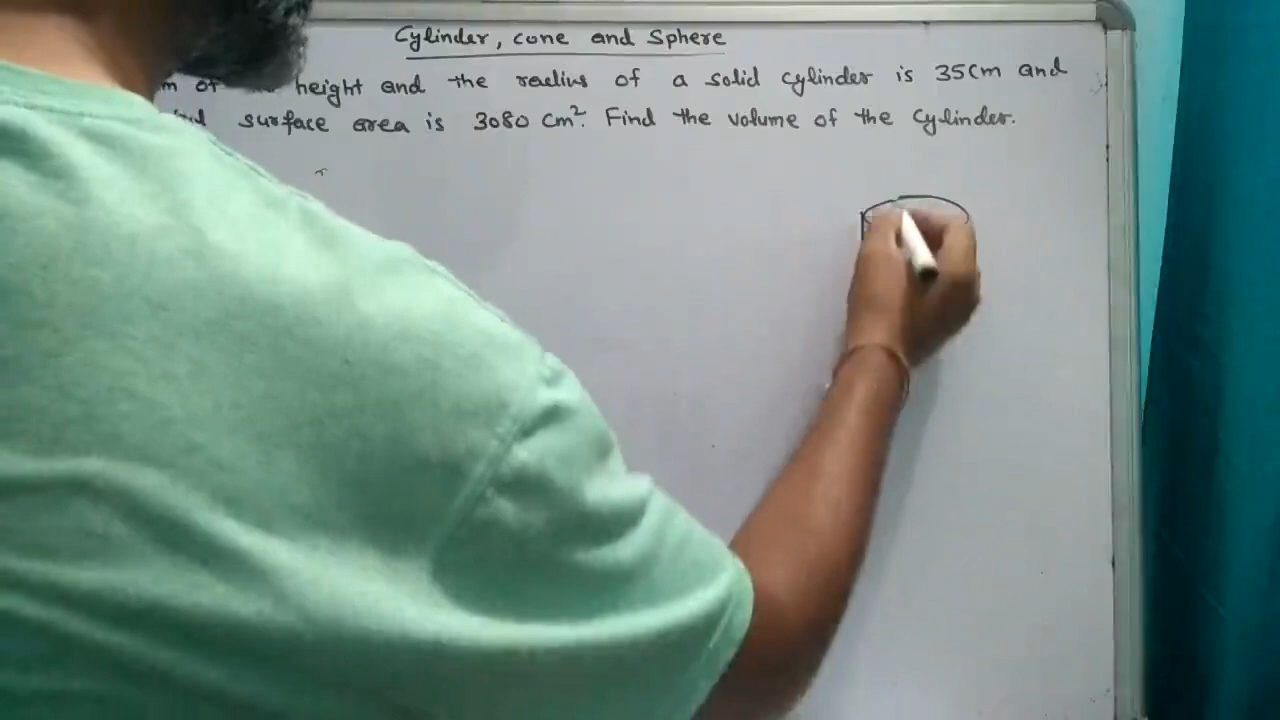 Cylinder, cone and Sphere
height and the radius of a solid cylinder is 35cm and
surface area is 3080 cm². Find the volume of the cylinder.